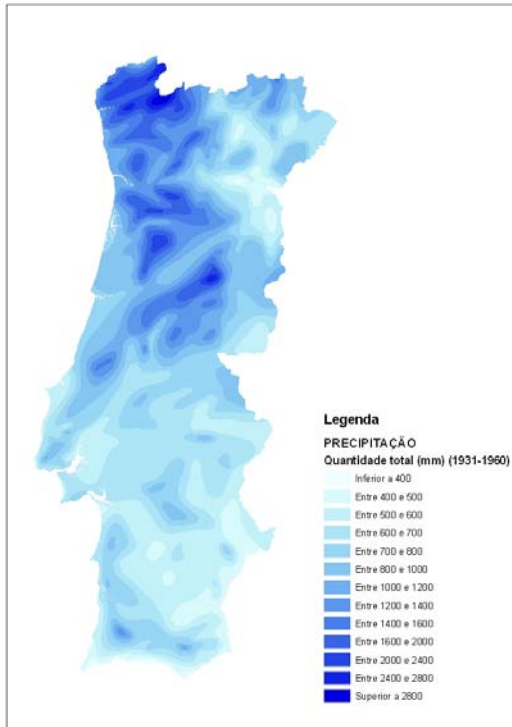 Legenda
PRECIPITAÇÃO
Quantidade total (mm) (1931-1960)
Inferior a 400
Entre 400 e 500
Entre 500 e 600
Entre 600 e 700
Entre 700 e 800
Entre 800 e 1000
Entre 1000 e 1200
Entre 1200 e 1400
Entre 1400 e 1600
Entre 1600 e 2000
Entre 2000 e 2400
Entre 2400 e 2800
Superior a 2800